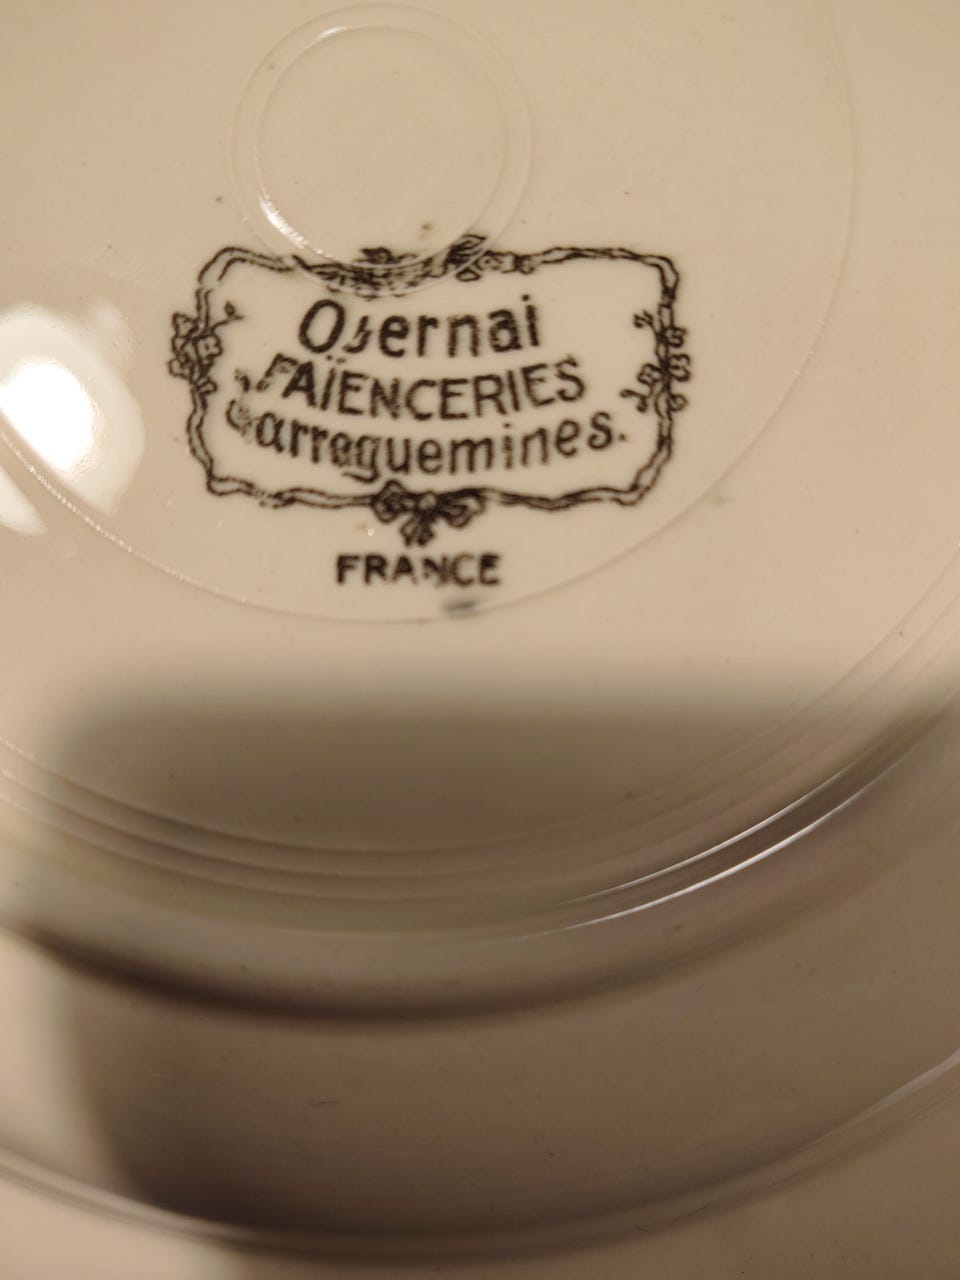 Obernai
FAÏENCERIES
Sarreguemines.
FRANCE